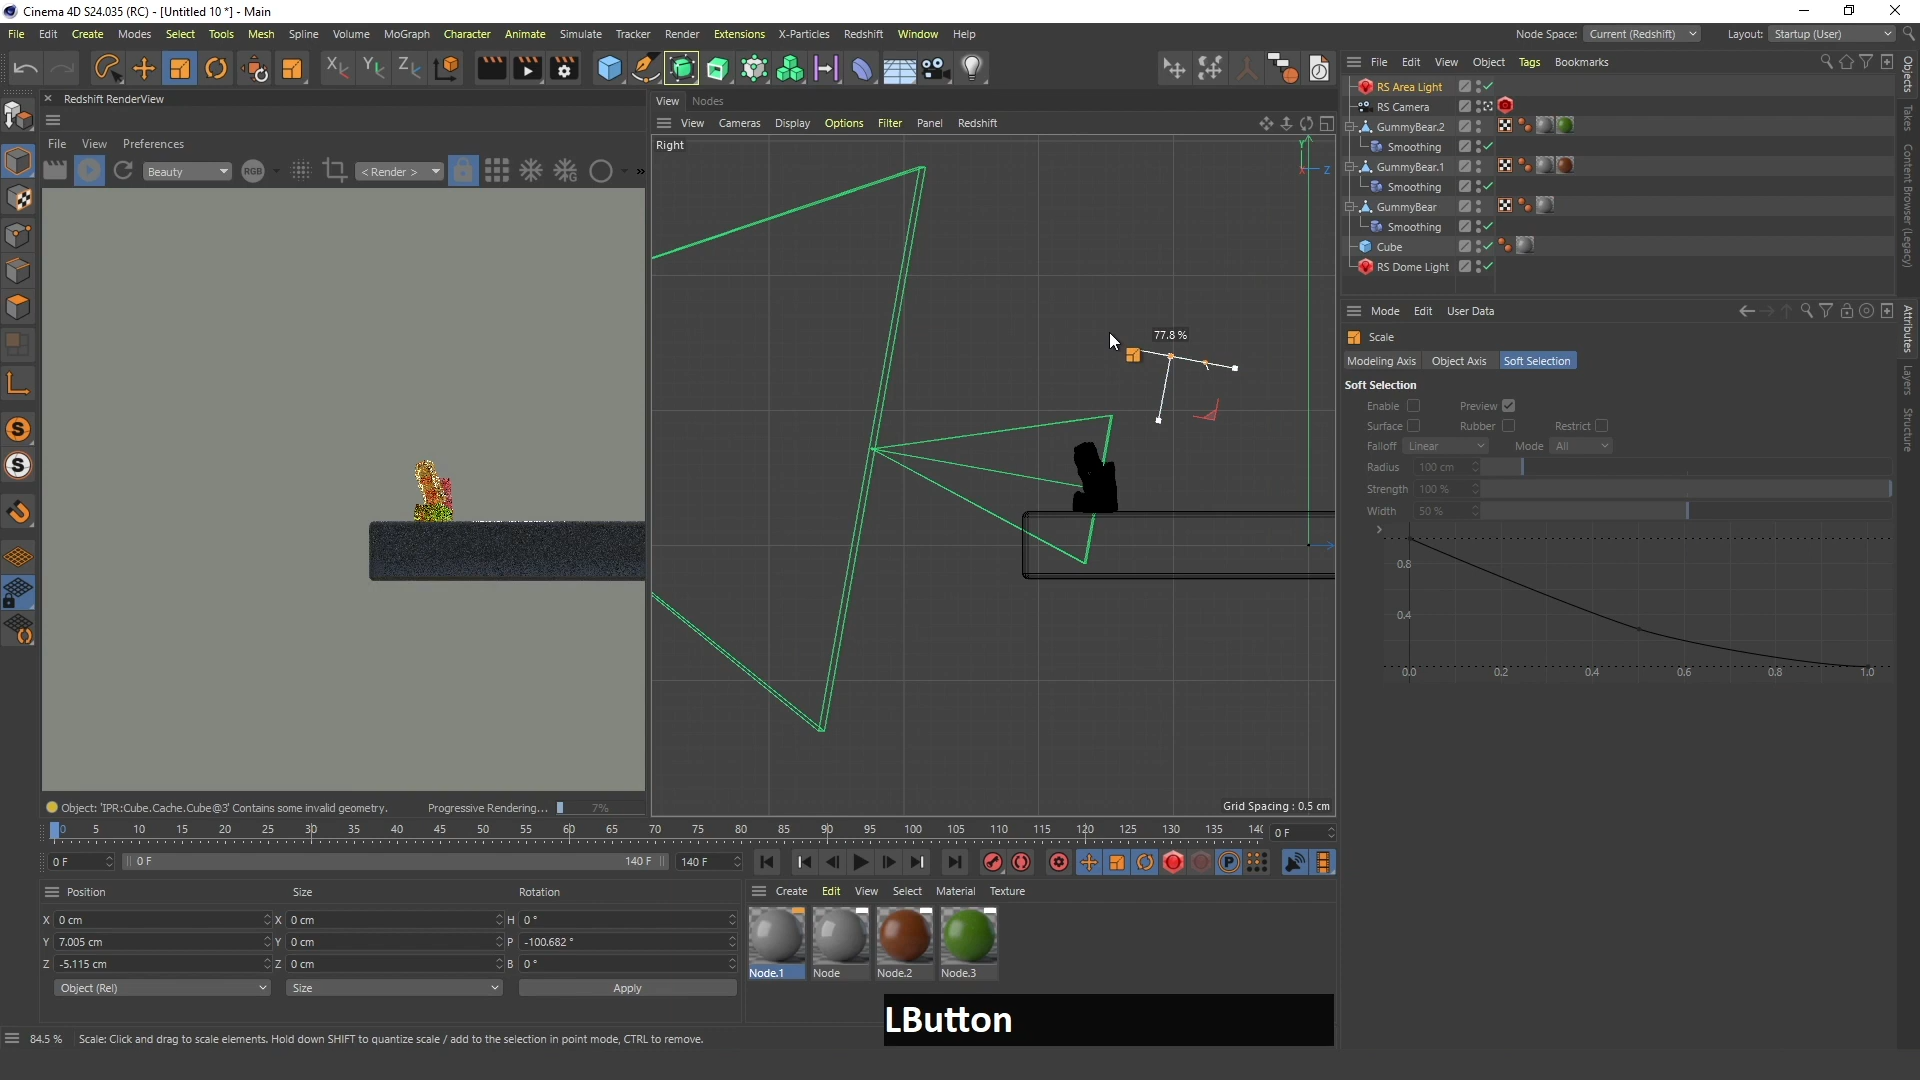 Cinema 4D S24.035 (RC) - [Untitled 10 *] - Main
File Edit Create Modes Select Tools Mesh Spline Volume MoGraph Character Animate Simulate Tracker Render Extensions X-Particles Redshift Window Help
Node Space: Current (Redshift) Layout: Startup (User)
Redshift RenderView
File View Preferences
Beauty
RGB
< Render >
»
View Nodes
View Cameras Display Options Filter Panel Redshift
Right
Y
Z
77.8 %
Grid Spacing : 0.5 cm
Object: 'IPR:Cube.Cache.Cube@3' Contains some invalid geometry.
Progressive Rendering... 7%
File Edit View Object Tags Bookmarks
RS Area Light
RS Camera
GummyBear.2
Smoothing
GummyBear.1
Smoothing
GummyBear
Smoothing
Cube
RS Dome Light
Objects
Takes
Content Browser (Legacy)
Attributes
Layers
Structure
Mode Edit User Data
Scale
Modeling Axis Object Axis Soft Selection
Soft Selection
Enable Preview
Surface Rubber Restrict
Falloff Linear Mode All
Radius 100 cm
Strength 100 %
Width 50 %
0.8
0.4
0.0 0.2 0.4 0.6 0.8 1.0
0 5 10 15 20 25 30 35 40 45 50 55 60 65 70 75 80 85 90 95 100 105 110 115 120 125 130 135 14
0 F
0 F 0 F 140 F 140 F
Position Size Rotation
X 0 cm X 0 cm H 0 °
Y 7.005 cm Y 0 cm P -100.682 °
Z -5.115 cm Z 0 cm B 0 °
Object (Rel) Size Apply
Create Edit View Select Material Texture
Node.1 Node Node.2 Node.3
LButton
84.5 % Scale: Click and drag to scale elements. Hold down SHIFT to quantize scale / add to the selection in point mode, CTRL to remove.